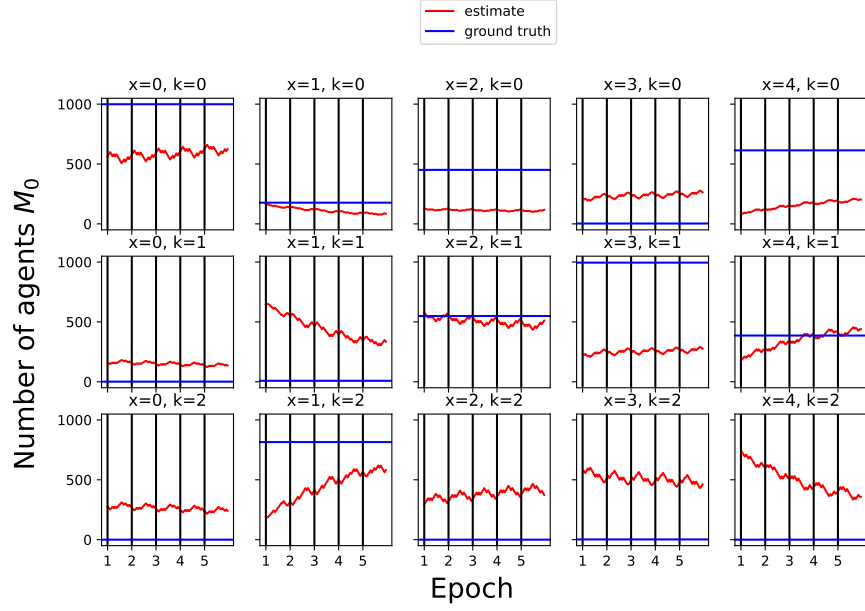 estimate
ground truth
x=0, k=0
x=1, k=0
x=2, k=0
x=3, k=0
x=4, k=0
1000
500
0
x=0, k=1
x=1, k=1
x=2, k=1
x=3, k=1
x=4, k=1
1000
500
0
x=0, k=2
x=1, k=2
x=2, k=2
x=3, k=2
x=4, k=2
1000
500
0
Number of agents M₀
1 2 3 4 5
1 2 3 4 5
1 2 3 4 5
1 2 3 4 5
1 2 3 4 5
Epoch